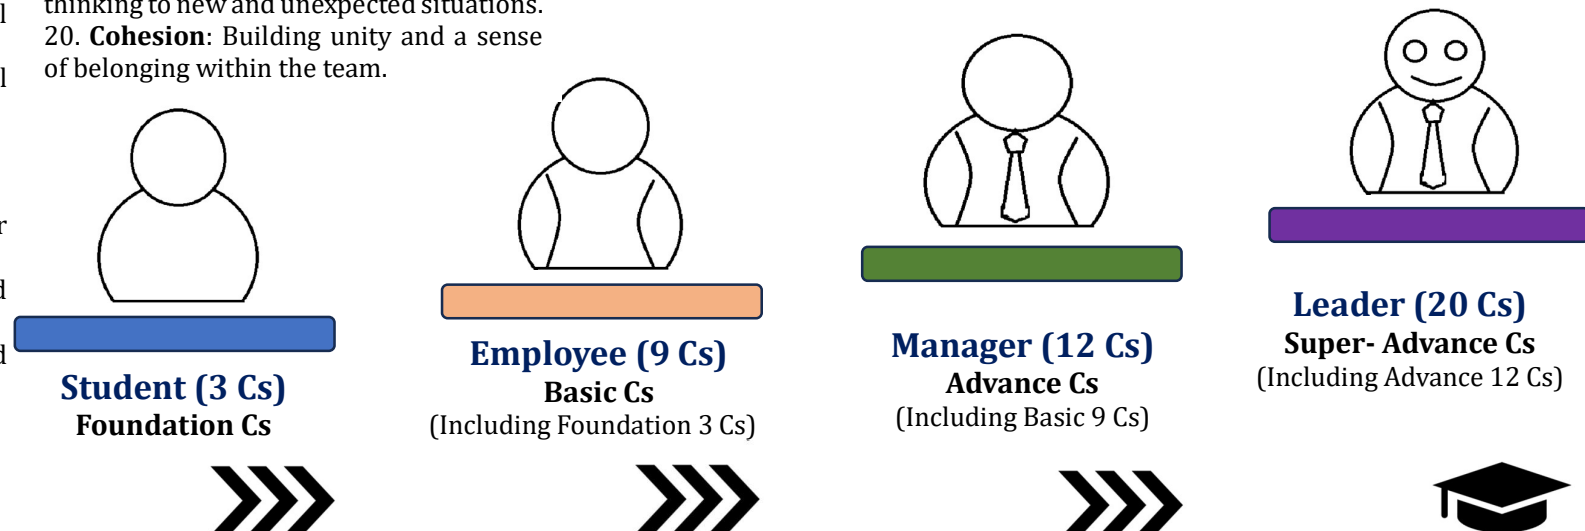 thinking to new and unexpected situations.
20. Cohesion: Building unity and a sense
of belonging within the team.
Student (3 Cs)
Foundation Cs
Employee (9 Cs)
Basic Cs
(Including Foundation 3 Cs)
Manager (12 Cs)
Advance Cs
(Including Basic 9 Cs)
Leader (20 Cs)
Super- Advance Cs
(Including Advance 12 Cs)